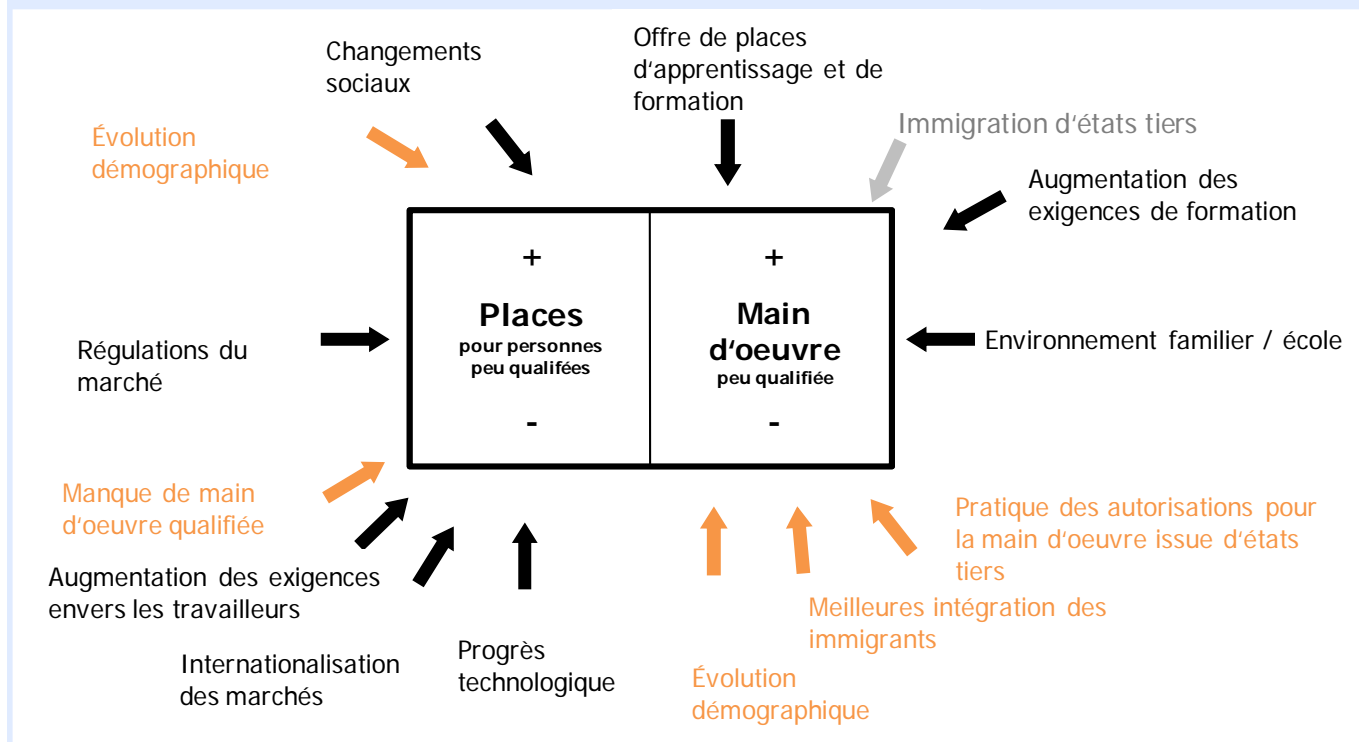 Changements
sociaux
Offre de places
d'apprentissage et de
formation
Immigration d'états tiers
Évolution
démographique
Augmentation des
exigences de formation
+
Places
pour personnes
peu qualifées
-
+
Main
d'oeuvre
peu qualifiée
-
Régulations du
marché
Environnement familier / école
Manque de main
d'oeuvre qualifiée
Augmentation des exigences
envers les travailleurs
Internationalisation
des marchés
Progrès
technologique
Évolution
démographique
Meilleures intégration des
immigrants
Pratique des autorisations pour
la main d'oeuvre issue d'états
tiers